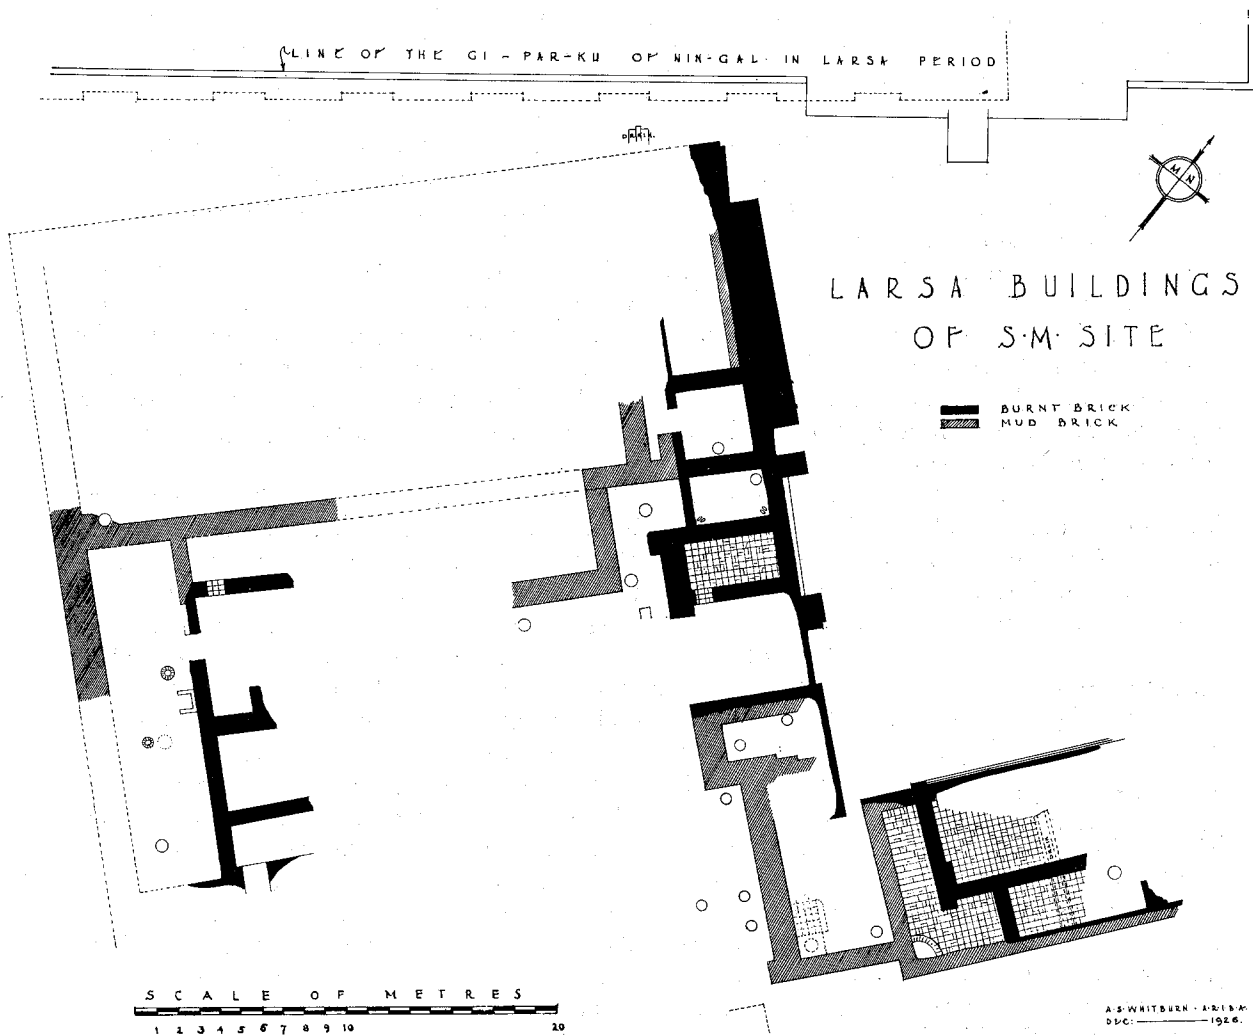 LINE OF THE GI-PAR-KU OF NIN-GAL IN LARSA PERIOD
M N
LARSA BUILDINGS
OF S.M. SITE
BURNT BRICK
MUD BRICK
SCALE OF METRES
1 2 3 4 5 6 7 8 9 10 20
A.S.WHITBURN - A.R.I.B.A.
DEC: 1926.